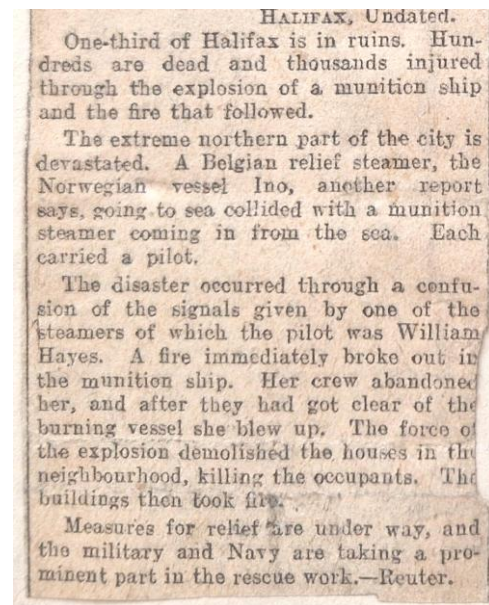 HALIFAX, Undated.
One-third of Halifax is in ruins. Hun-
dreds are dead and thousands injured
through the explosion of a munition ship
and the fire that followed.
The extreme northern part of the city is
devastated. A Belgian relief steamer, the
Norwegian vessel Ino, another report
says, going to sea collided with a munition
steamer coming in from the sea. Each
carried a pilot.
The disaster occurred through a confu-
sion of the signals given by one of the
steamers of which the pilot was William
Hayes. A fire immediately broke out in
the munition ship. Her crew abandoned
her, and after they had got clear of the
burning vessel she blew up. The force of
the explosion demolished the houses in the
neighbourhood, killing the occupants. The
buildings then took fire.
Measures for relief are under way, and
the military and Navy are taking a pro-
minent part in the rescue work.—Reuter.